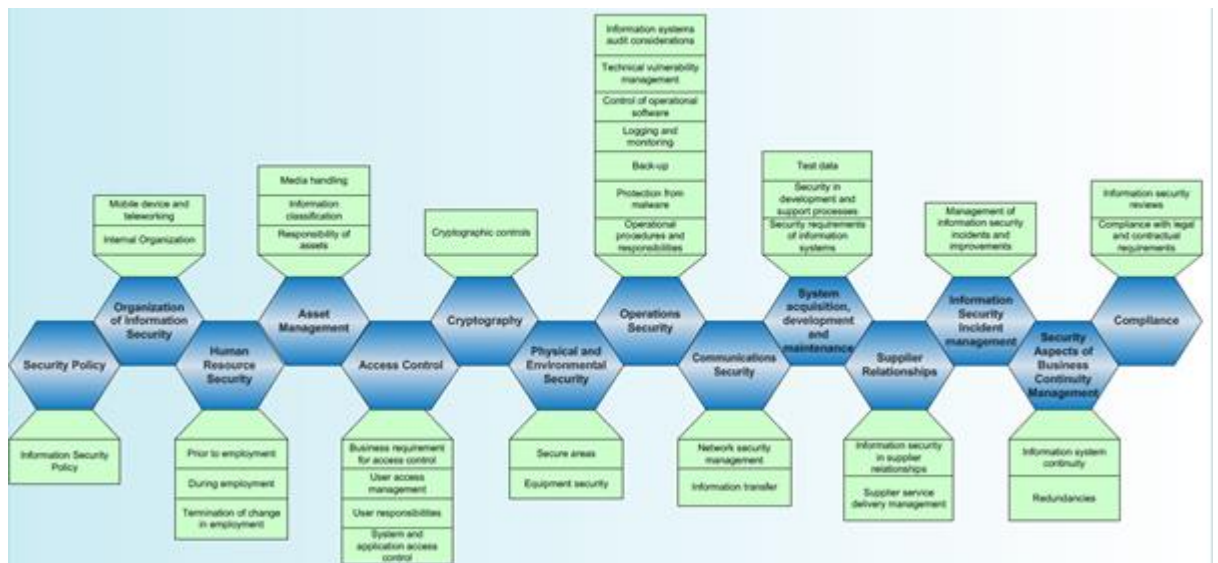 Information systems
audit considerations
Technical vulnerability
management
Control of operational
software
Logging and
monitoring
Back-up
Protection from
malware
Operational
procedures and
responsibilities
Mobile device and
teleworking
Internal Organization
Media handling
Information
classification
Responsibility of
assets
Cryptographic controls
Test data
Security in
development and
support processes
Security requirements
of information
systems
Management of
information security
incidents and
improvements
Information security
reviews
Compliance with legal
and contractual
requirements
Security Policy
Organization
of Information
Security
Human
Resource
Security
Asset
Management
Access Control
Cryptography
Physical and
Environmental
Security
Operations
Security
Communications
Security
System
acquisition,
development
and
maintenance
Supplier
Relationships
Information
Security
Incident
management
Security
Aspects of
Business
Continuity
Management
Compliance
Information Security
Policy
Prior to employment
During employment
Termination of change
in employment
Business requirement
for access control
User access
management
User responsibilities
System and
application access
control
Secure areas
Equipment security
Network security
management
Information transfer
Information security
in supplier
relationships
Supplier service
delivery management
Information system
continuity
Redundancies